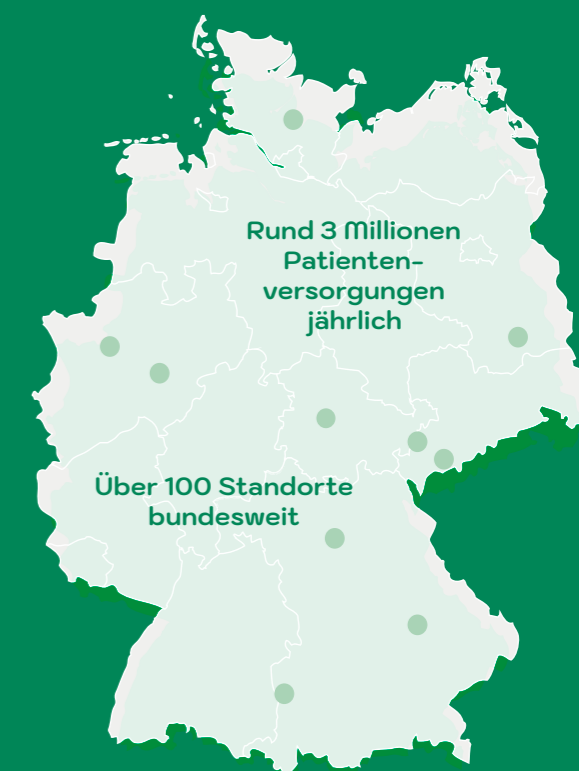 Rund 3 Millionen
Patienten-
versorgungen
jährlich
Über 100 Standorte
bundesweit